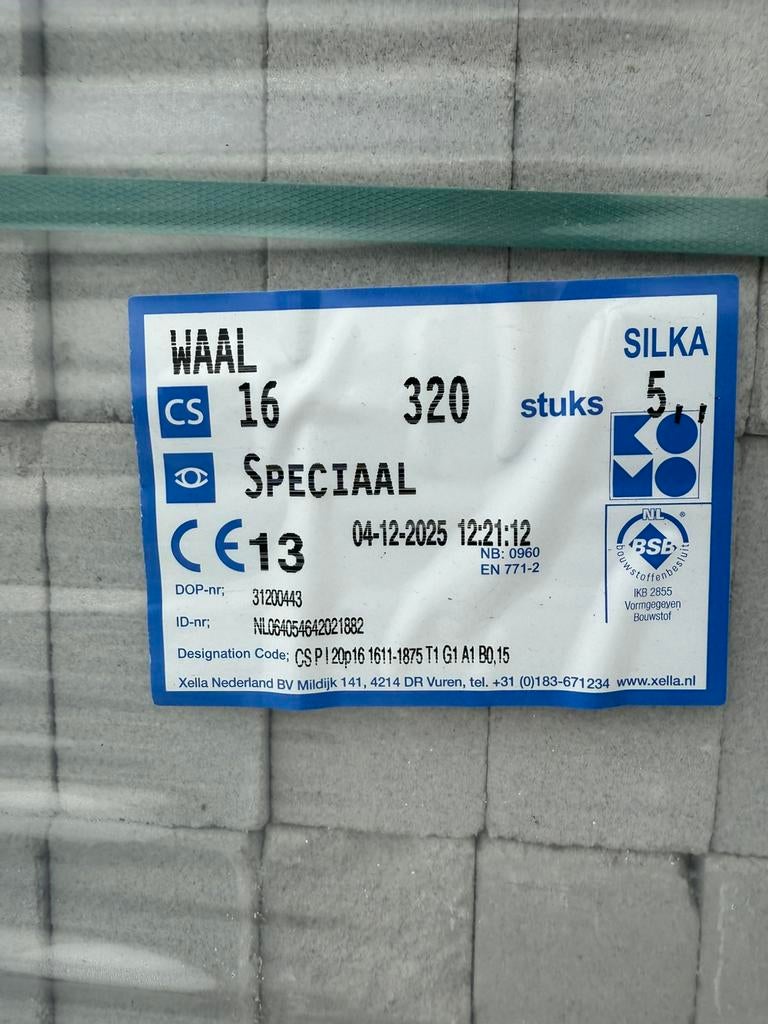 WAAL SILKA
CS 16 320 stuks 5,,
KOMO
SPECIAAL
CE 13 04-12-2025 12:21:12
NB: 0960
EN 771-2
NL ®
BSB
bouwstoffenbesluit
IKB 2855
Vormgegeven
Bouwstof
DOP-nr; 31200443
ID-nr; NL064054642021882
Designation Code; CS P I 20p16 1611-1875 T1 G1 A1 B0,15
Xella Nederland BV Mildijk 141, 4214 DR Vuren, tel. +31 (0)183-671234 www.xella.nl